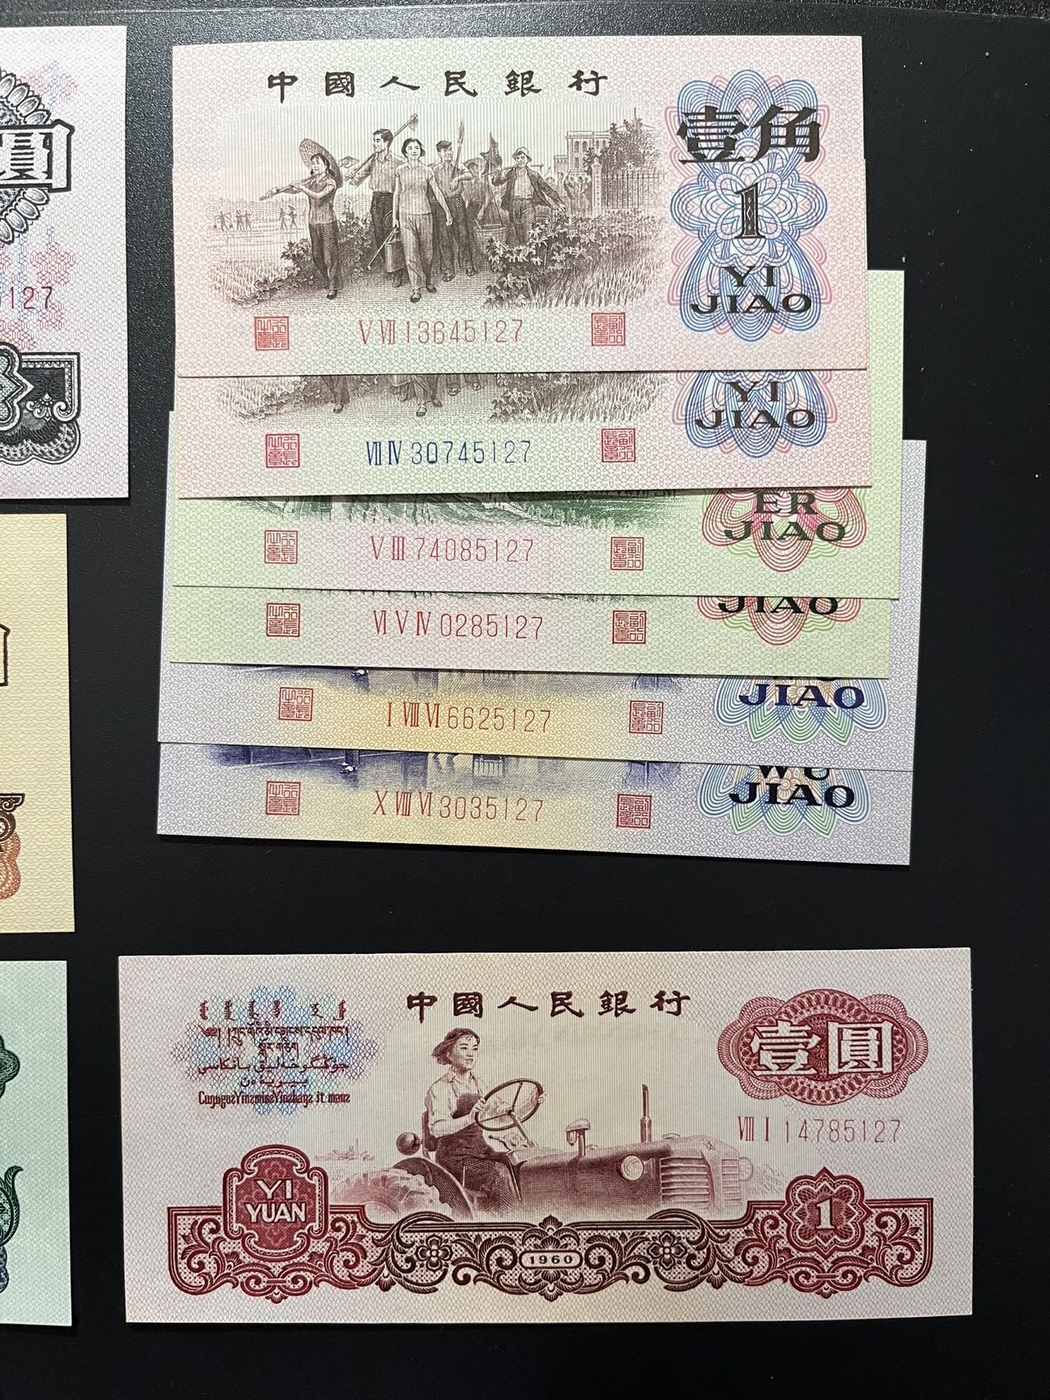 中國人民銀行
壹角
1
YI
JIAO
V VII 13645127
YI
JIAO
VII IV 30745127
ER
JIAO
V III 74085127
JIAO
VI V IV 0285127
JIAO
I VIII VI 6625127
WU
JIAO
X VIII VI 3035127
圓
127
中國人民銀行
壹圓
VIII I 14785127
YI
YUAN
1960
1